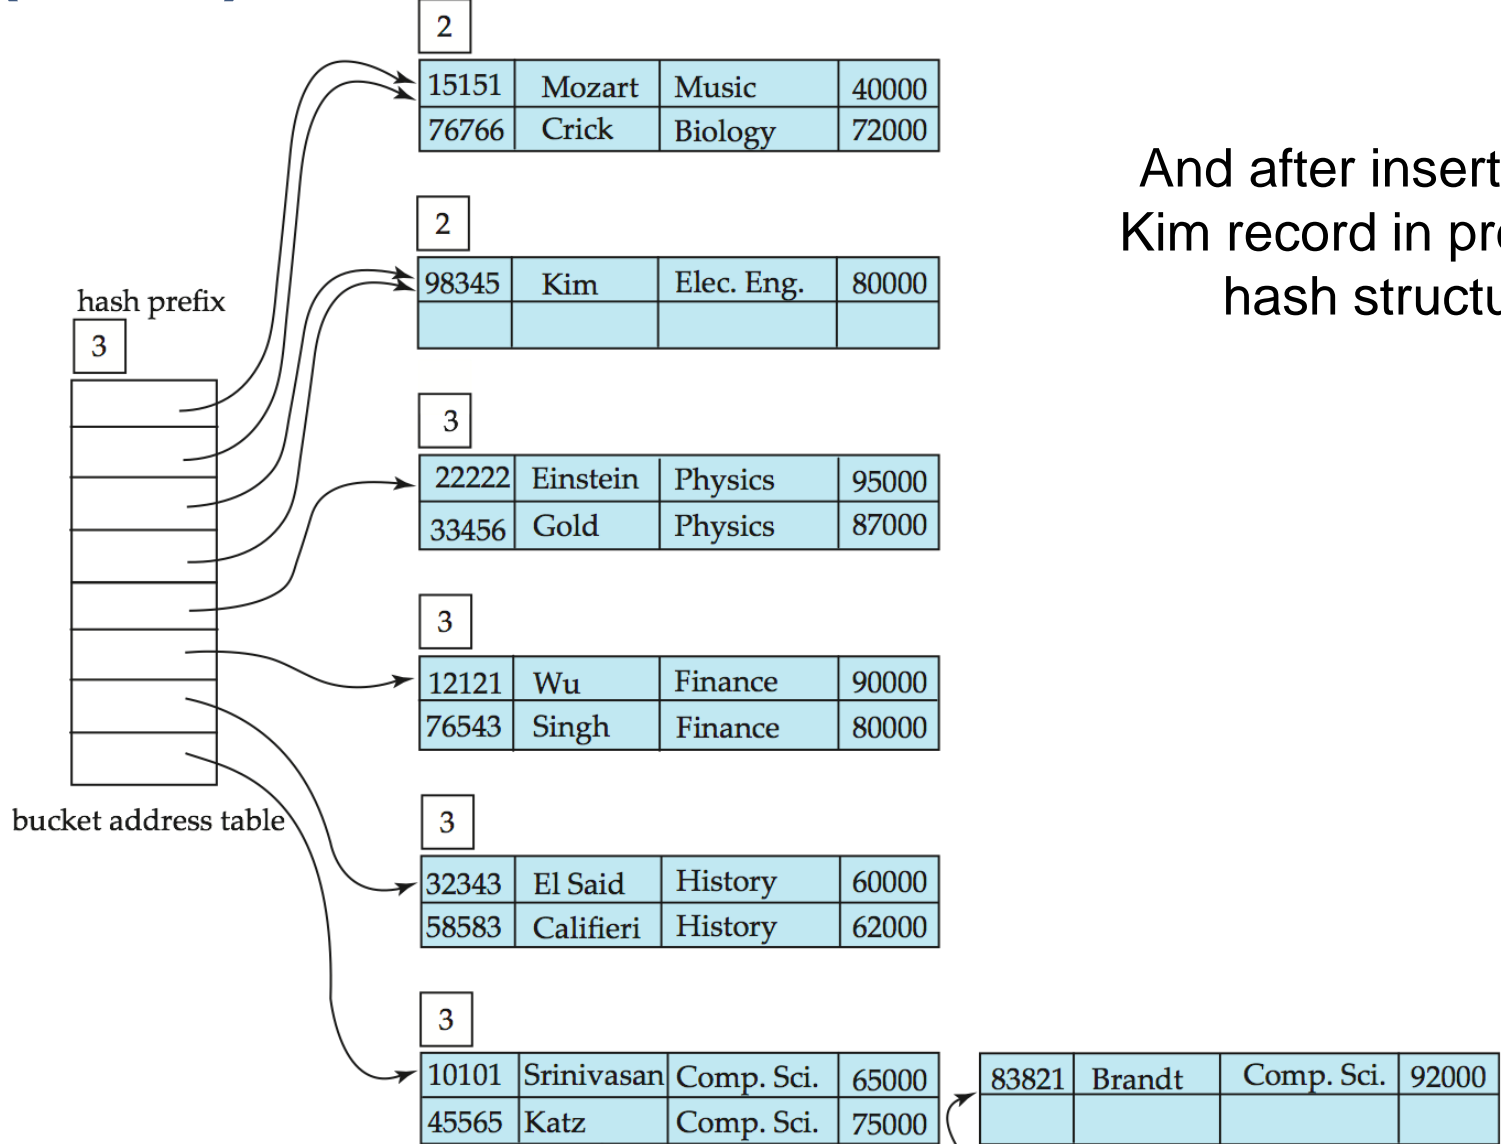 2
15151 Mozart Music 40000
76766 Crick Biology 72000
And after insert
Kim record in pr
hash struct
2
98345 Kim Elec. Eng. 80000
hash prefix
3
3
22222 Einstein Physics 95000
33456 Gold Physics 87000
3
12121 Wu Finance 90000
76543 Singh Finance 80000
bucket address table
3
32343 El Said History 60000
58583 Califieri History 62000
3
10101 Srinivasan Comp. Sci. 65000
45565 Katz Comp. Sci. 75000
83821 Brandt Comp. Sci. 92000